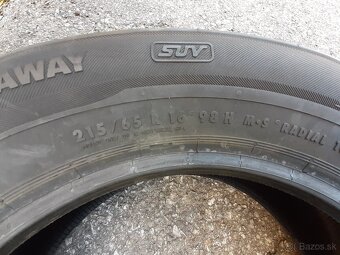 AWAY
SUV
215/65 R 16 98 H M+S RADIAL T
bazos.sk